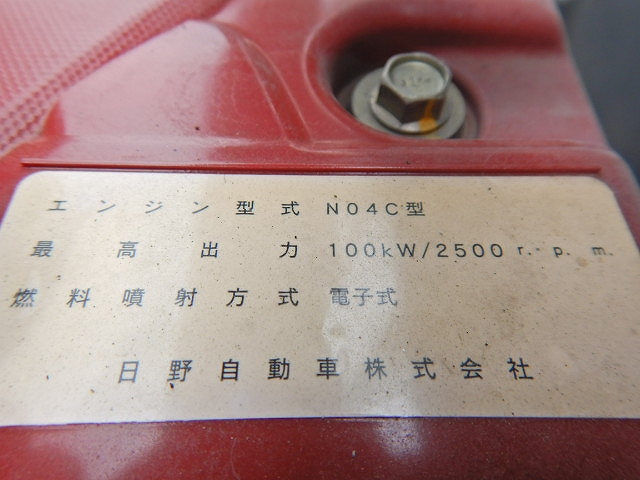 エンジン型式 N04C型
最高出力 100kW/2500 r.p.m.
燃料噴射方式 電子式
日野自動車株式会社